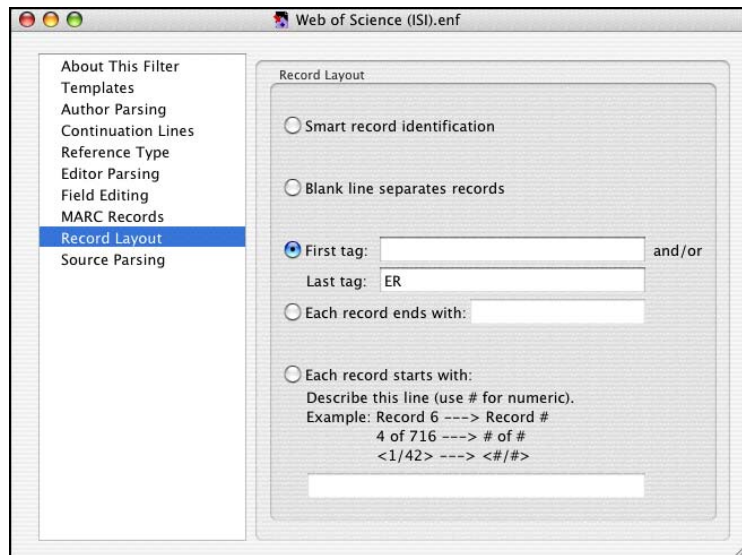 Web of Science (ISI).enf
About This Filter
Templates
Author Parsing
Continuation Lines
Reference Type
Editor Parsing
Field Editing
MARC Records
Record Layout
Source Parsing
Record Layout
Smart record identification
Blank line separates records
First tag: and/or
Last tag: ER
Each record ends with:
Each record starts with:
Describe this line (use # for numeric).
Example: Record 6 ---> Record #
4 of 716 ---> # of #
<1/42> ---> <#/#>